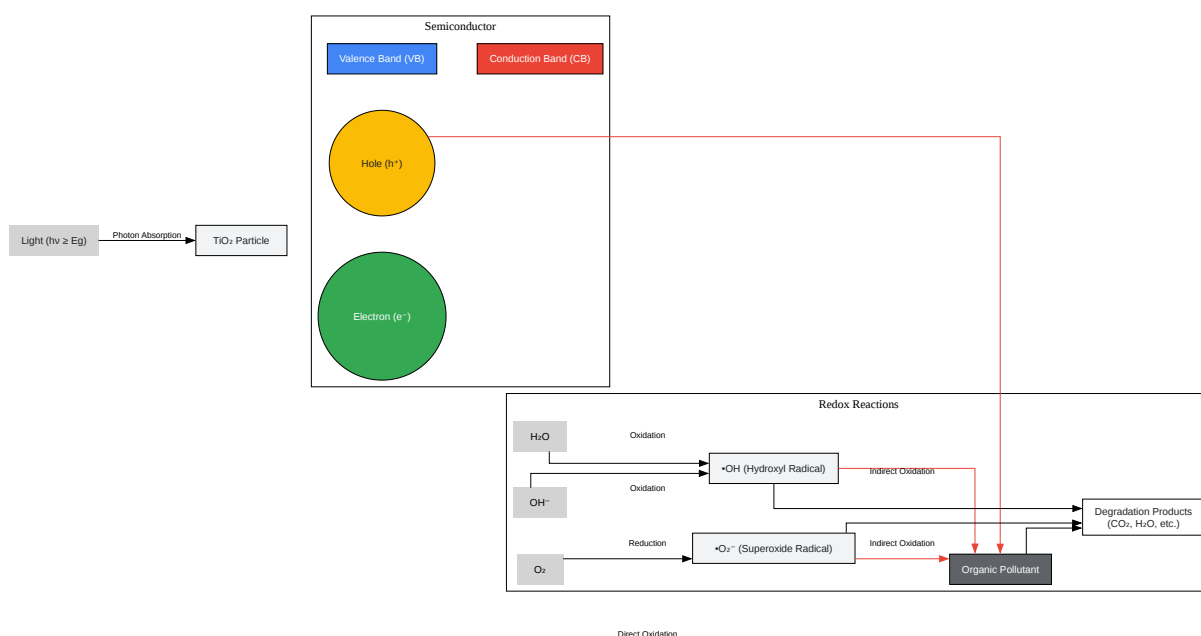 Semiconductor
Valence Band (VB)
Conduction Band (CB)
Hole (h⁺)
Light (hν ≥ Eg)
Photon Absorption
TiO₂ Particle
Electron (e⁻)
Redox Reactions
H₂O
Oxidation
•OH (Hydroxyl Radical)
Indirect Oxidation
OH⁻
Oxidation
Degradation Products
(CO₂, H₂O, etc.)
O₂
Reduction
•O₂⁻ (Superoxide Radical)
Indirect Oxidation
Organic Pollutant
Direct Oxidation